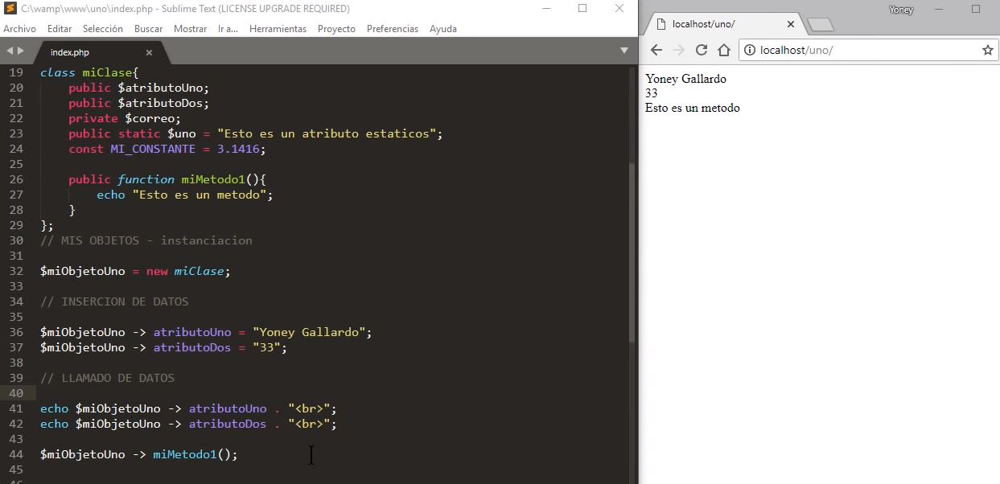 C:\wamp\www\uno\index.php - Sublime Text (LICENSE UPGRADE REQUIRED)
Archivo Editar Selección Buscar Mostrar Ir a... Herramientas Proyecto Preferencias Ayuda
index.php
19 class miClase{
20 public $atributoUno;
21 public $atributoDos;
22 private $correo;
23 public static $uno = "Esto es un atributo estaticos";
24 const MI_CONSTANTE = 3.1416;
25
26 public function miMetodo1(){
27 echo "Esto es un metodo";
28 }
29 };
30 // MIS OBJETOS - instanciacion
31
32 $miObjetoUno = new miClase;
33
34 // INSERCION DE DATOS
35
36 $miObjetoUno -> atributoUno = "Yoney Gallardo";
37 $miObjetoUno -> atributoDos = "33";
38
39 // LLAMADO DE DATOS
40
41 echo $miObjetoUno -> atributoUno . "<br>";
42 echo $miObjetoUno -> atributoDos . "<br>";
43
44 $miObjetoUno -> miMetodo1();
45
46
Yoney
localhost/uno/
localhost/uno/
Yoney Gallardo
33
Esto es un metodo